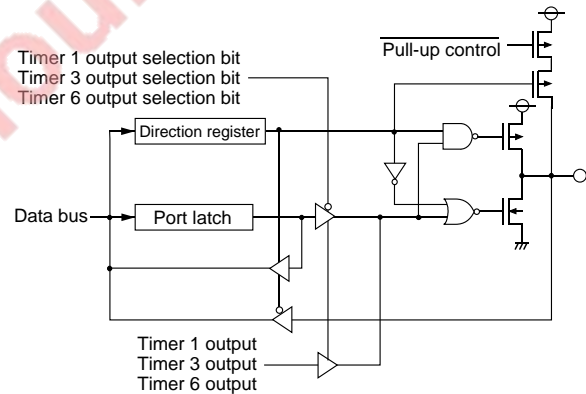 Pull-up control
Timer 1 output selection bit
Timer 3 output selection bit
Timer 6 output selection bit
Direction register
Data bus
Port latch
Timer 1 output
Timer 3 output
Timer 6 output